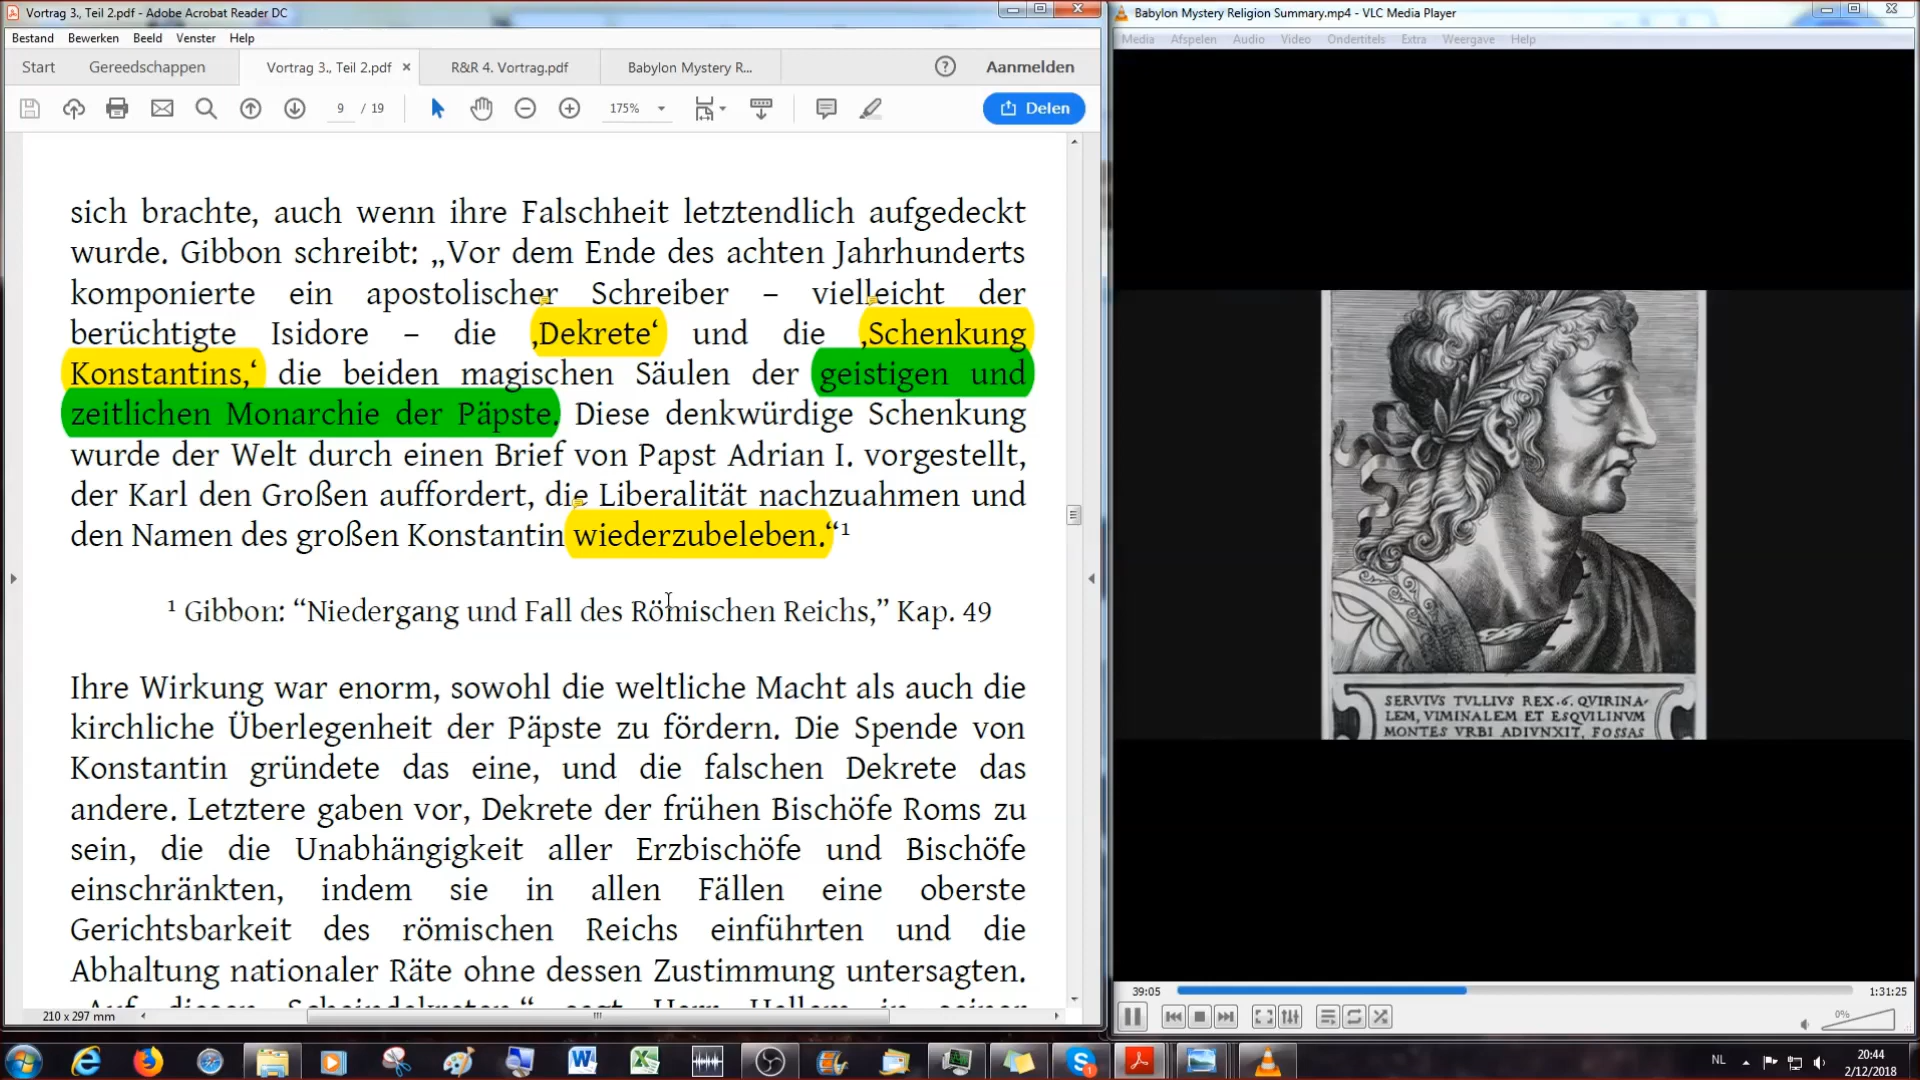 Vortrag 3., Teil 2.pdf - Adobe Acrobat Reader DC
Bestand Bewerken Beeld Venster Help
Start Gereedschappen Vortrag 3., Teil 2.pdf × R&R 4. Vortrag.pdf Babylon Mystery R... Aanmelden
9 / 19 175% Delen
sich brachte, auch wenn ihre Falschheit letztendlich aufgedeckt
wurde. Gibbon schreibt: „Vor dem Ende des achten Jahrhunderts
komponierte ein apostolischer Schreiber – vielleicht der
berüchtigte Isidore – die ‚Dekrete‘ und die ‚Schenkung
Konstantins,‘ die beiden magischen Säulen der geistigen und
zeitlichen Monarchie der Päpste. Diese denkwürdige Schenkung
wurde der Welt durch einen Brief von Papst Adrian I. vorgestellt,
der Karl den Großen auffordert, die Liberalität nachzuahmen und
den Namen des großen Konstantin wiederzubeleben.“¹
¹ Gibbon: “Niedergang und Fall des Römischen Reichs,” Kap. 49
Ihre Wirkung war enorm, sowohl die weltliche Macht als auch die
kirchliche Überlegenheit der Päpste zu fördern. Die Spende von
Konstantin gründete das eine, und die falschen Dekrete das
andere. Letztere gaben vor, Dekrete der frühen Bischöfe Roms zu
sein, die die Unabhängigkeit aller Erzbischöfe und Bischöfe
einschränkten, indem sie in allen Fällen eine oberste
Gerichtsbarkeit des römischen Reichs einführten und die
Abhaltung nationaler Räte ohne dessen Zustimmung untersagten.
210 x 297 mm
Babylon Mystery Religion Summary.mp4 - VLC Media Player
Media Afspelen Audio Video Ondertitels Extra Weergave Help
SERVIVS TVLLIVS REX.6. QVIRINA-
LEM, VIMINALEM ET ESQVILINVM
MONTES VRBI ADIVNXIT, FOSSAS
39:05 1:31:25
0%
NL 20:44
2/12/2018